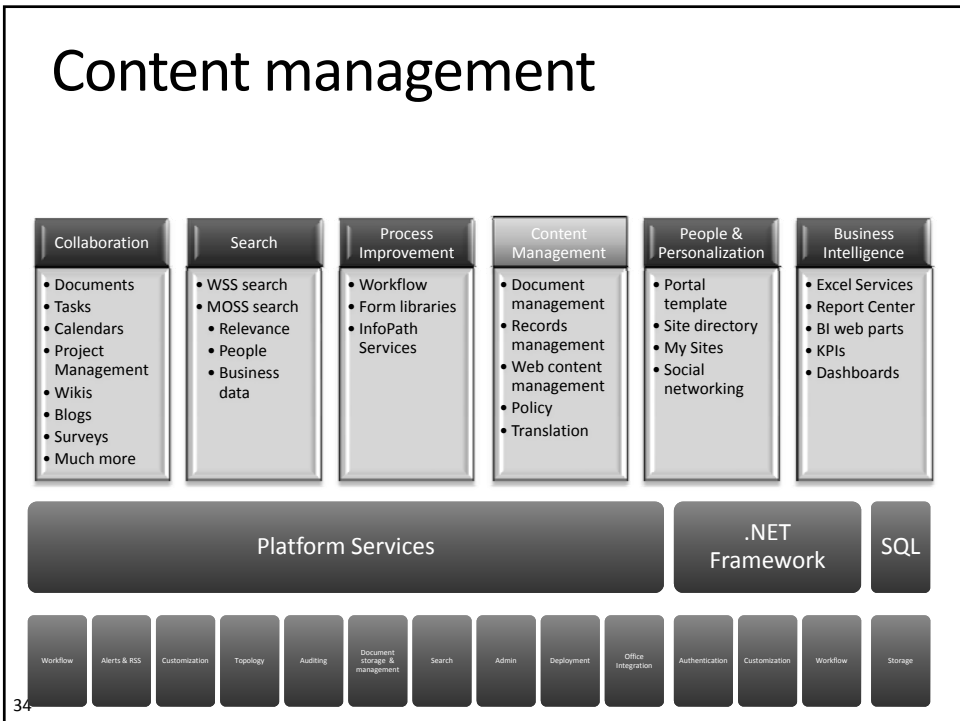 Content management
Collaboration
• Documents
• Tasks
• Calendars
• Project
Management
• Wikis
• Blogs
• Surveys
• Much more
Search
• WSS search
• MOSS search
• Relevance
• People
• Business
data
Process
Improvement
• Workflow
• Form libraries
• InfoPath
Services
Content
Management
• Document
management
• Records
management
• Web content
management
• Policy
• Translation
People &
Personalization
• Portal
template
• Site directory
• My Sites
• Social
networking
Business
Intelligence
• Excel Services
• Report Center
• BI web parts
• KPIs
• Dashboards
Platform Services
.NET
Framework
SQL
Workflow
Alerts & RSS
Customization
Topology
Auditing
Document
storage &
management
Search
Admin
Deployment
Office
Integration
Authentication
Customization
Workflow
Storage
34